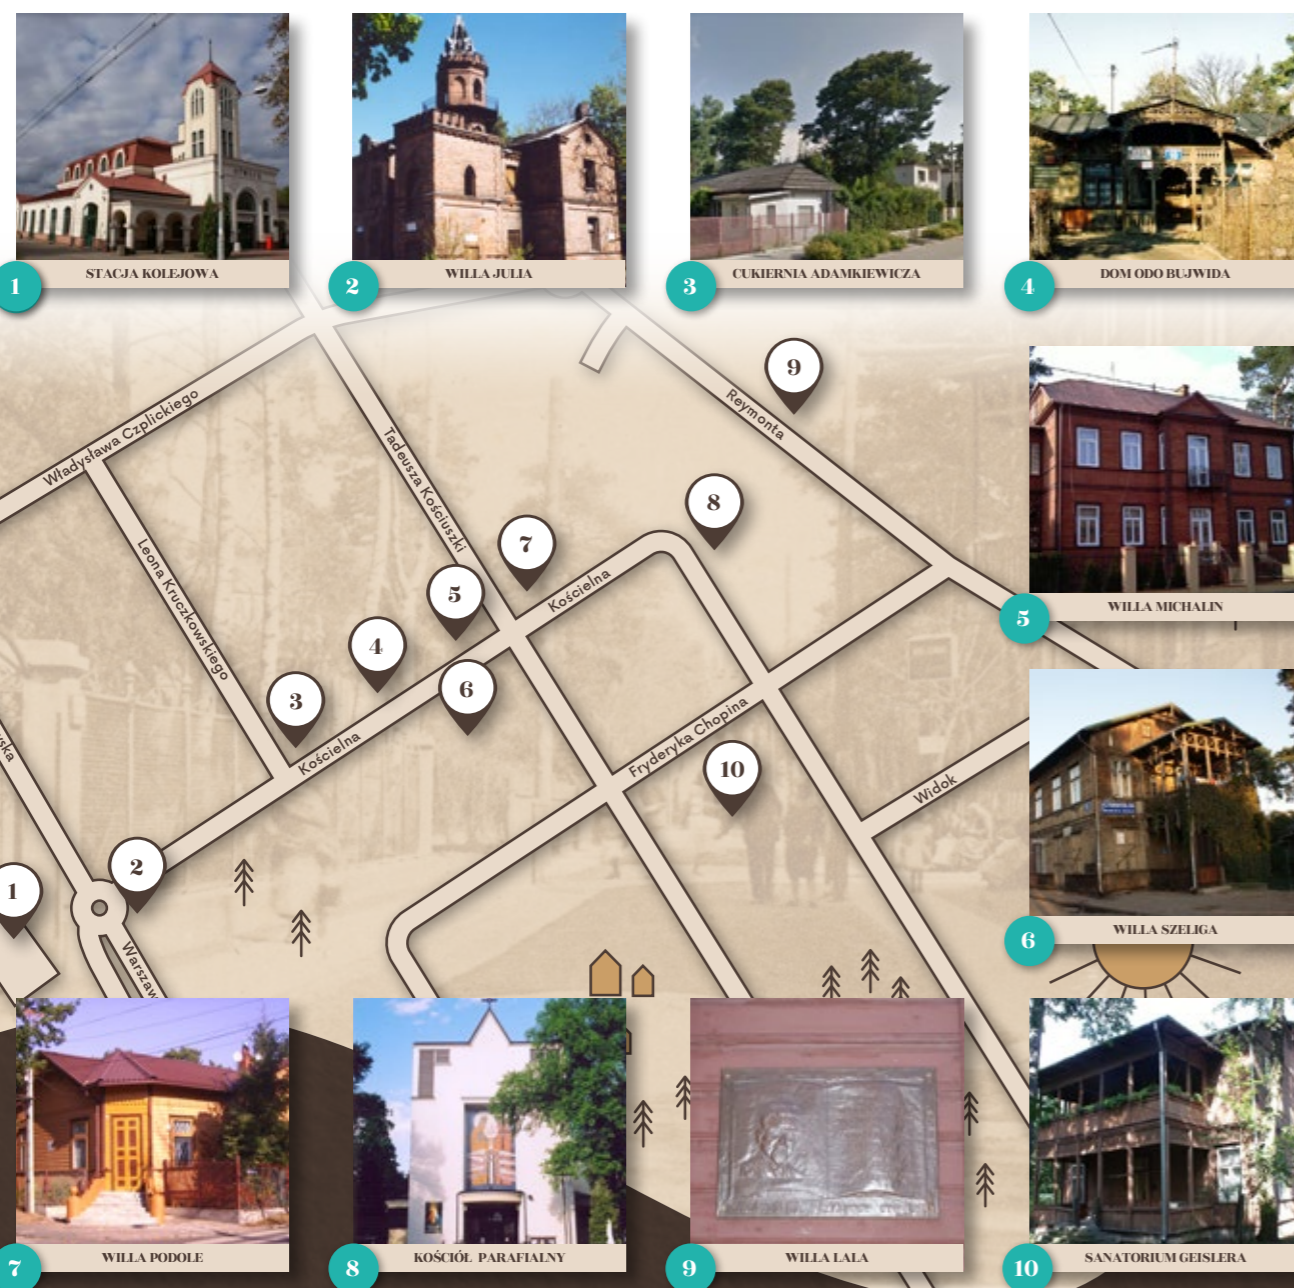 STACJA KOLEJOWA
1
WILLA JULIA
2
CUKIERNIA ADAMKIEWICZA
3
DOM ODO BUJWIDA
4
Władysława Czplickiego
Tadeusza Kościuszki
Reymonta
9
Leona Kruczkowskiego
8
7
Kościelna
5
4
6
3
Kościelna
Fryderyka Chopina
10
Widok
2
1
WILLA MICHALIN
5
WILLA SZELIGA
6
WILLA PODOLE
7
KOŚCIÓŁ PARAFIALNY
8
WILLA LALA
9
SANATORIUM GEISLERA
10